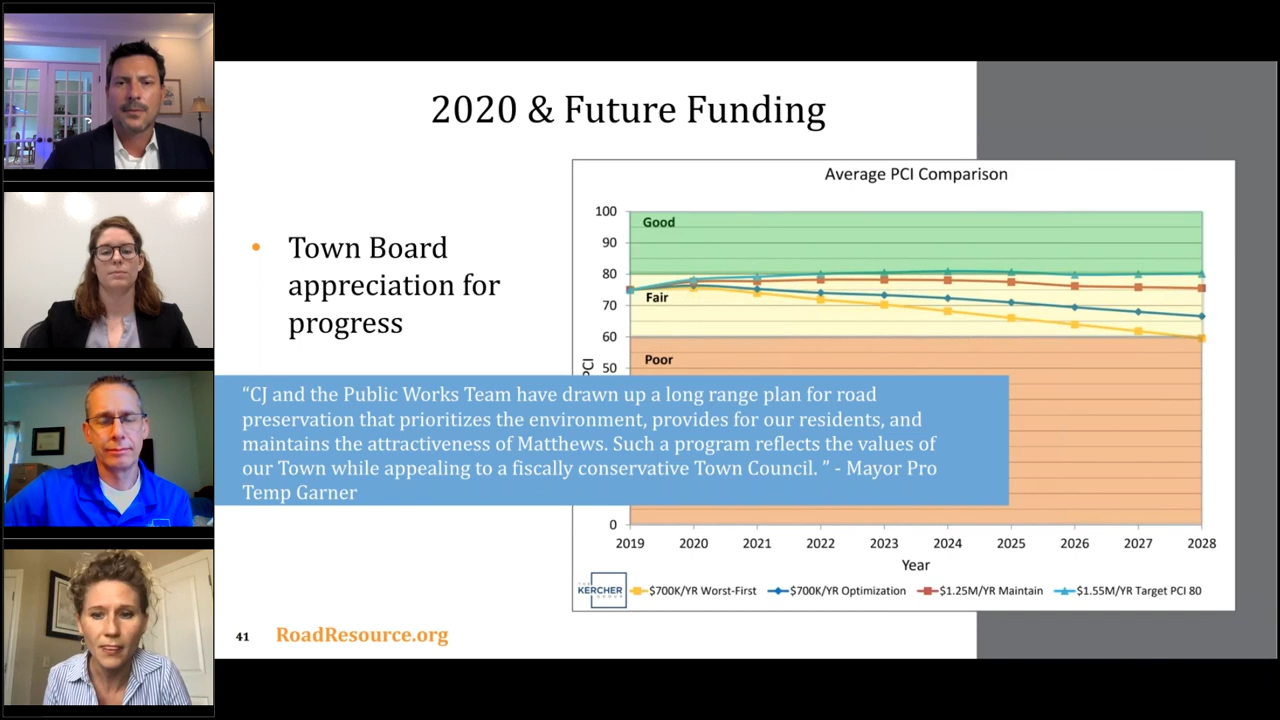 2020 & Future Funding
• Town Board
appreciation for
progress
Average PCI Comparison
100
90
80
70
60
50
0
Good
Fair
Poor
PCI
2019 2020 2021 2022 2023 2024 2025 2026 2027 2028
Year
KERCHER
$700K/YR Worst-First $700K/YR Optimization $1.25M/YR Maintain $1.55M/YR Target PCI 80
“CJ and the Public Works Team have drawn up a long range plan for road
preservation that prioritizes the environment, provides for our residents, and
maintains the attractiveness of Matthews. Such a program reflects the values of
our Town while appealing to a fiscally conservative Town Council. ” - Mayor Pro
Temp Garner
41 RoadResource.org